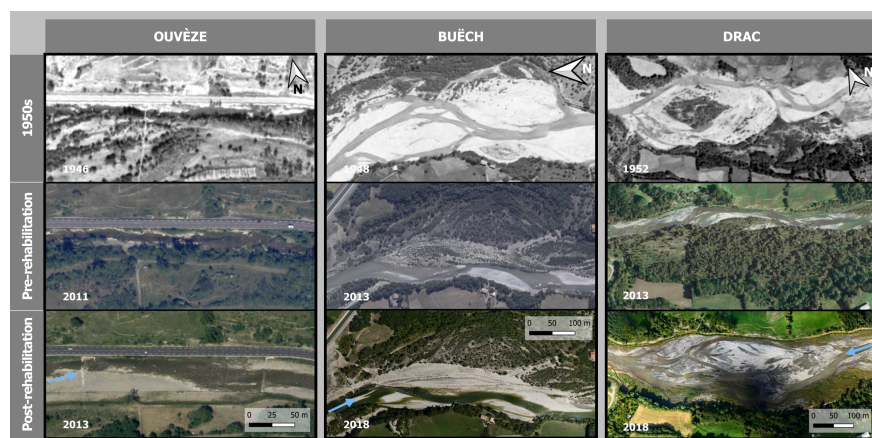 OUVÈZE
BUËCH
DRAC
1950s
N
1946
N
1948
N
1952
Pre-rehabilitation
2011
2013
2013
Post-rehabilitation
2013
0 25 50 m
0 50 100 m
2018
2018
0 50 100 m